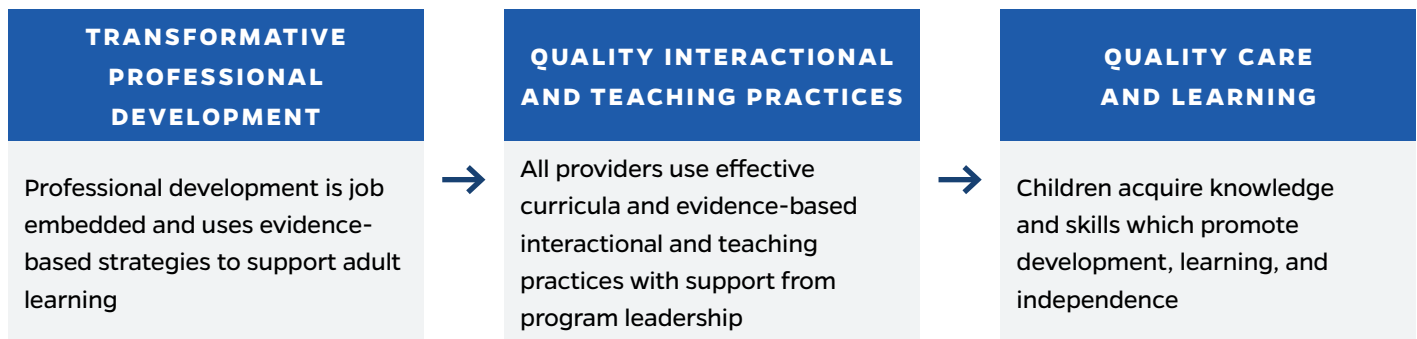 TRANSFORMATIVE
PROFESSIONAL
DEVELOPMENT
Professional development is job
embedded and uses evidence-
based strategies to support adult
learning
QUALITY INTERACTIONAL
AND TEACHING PRACTICES
All providers use effective
curricula and evidence-based
interactional and teaching
practices with support from
program leadership
QUALITY CARE
AND LEARNING
Children acquire knowledge
and skills which promote
development, learning, and
independence